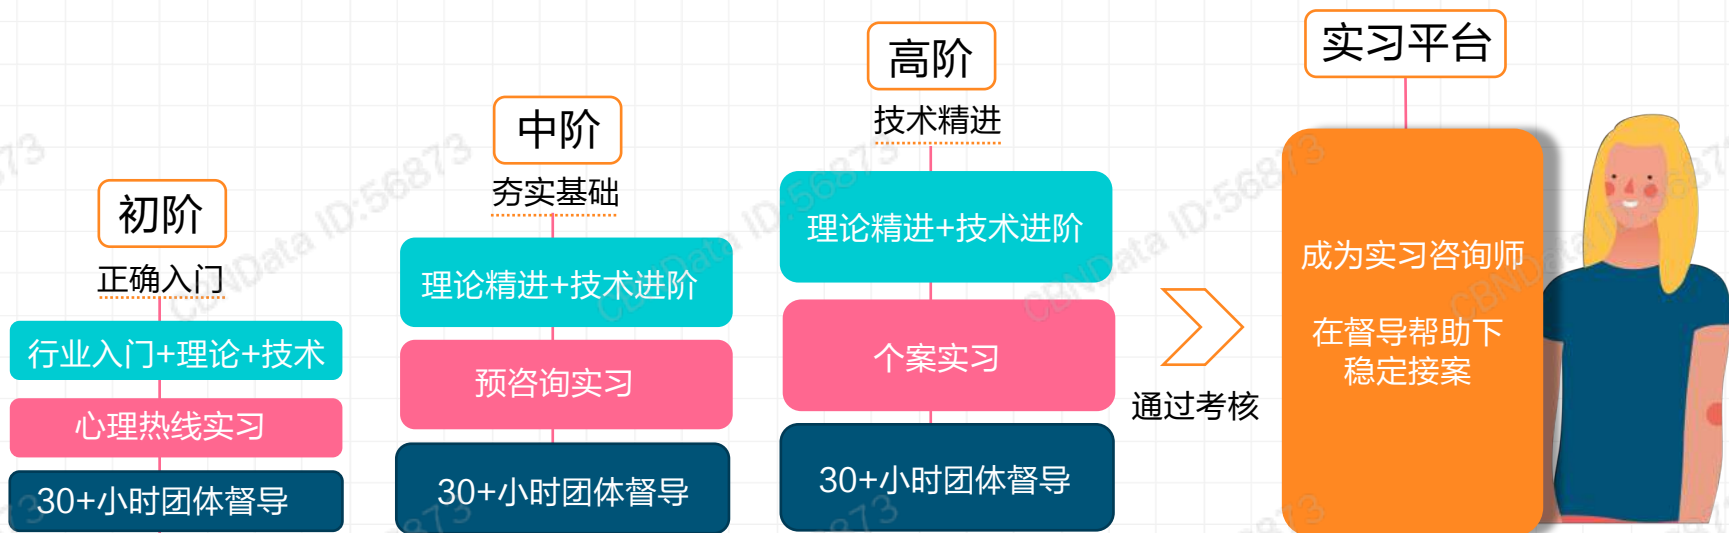 初阶
正确入门
行业入门+理论+技术
心理热线实习
30+小时团体督导
中阶
夯实基础
理论精进+技术进阶
预咨询实习
30+小时团体督导
高阶
技术精进
理论精进+技术进阶
个案实习
30+小时团体督导
通过考核
实习平台
成为实习咨询师
在督导帮助下
稳定接案
CBNData ID:56873